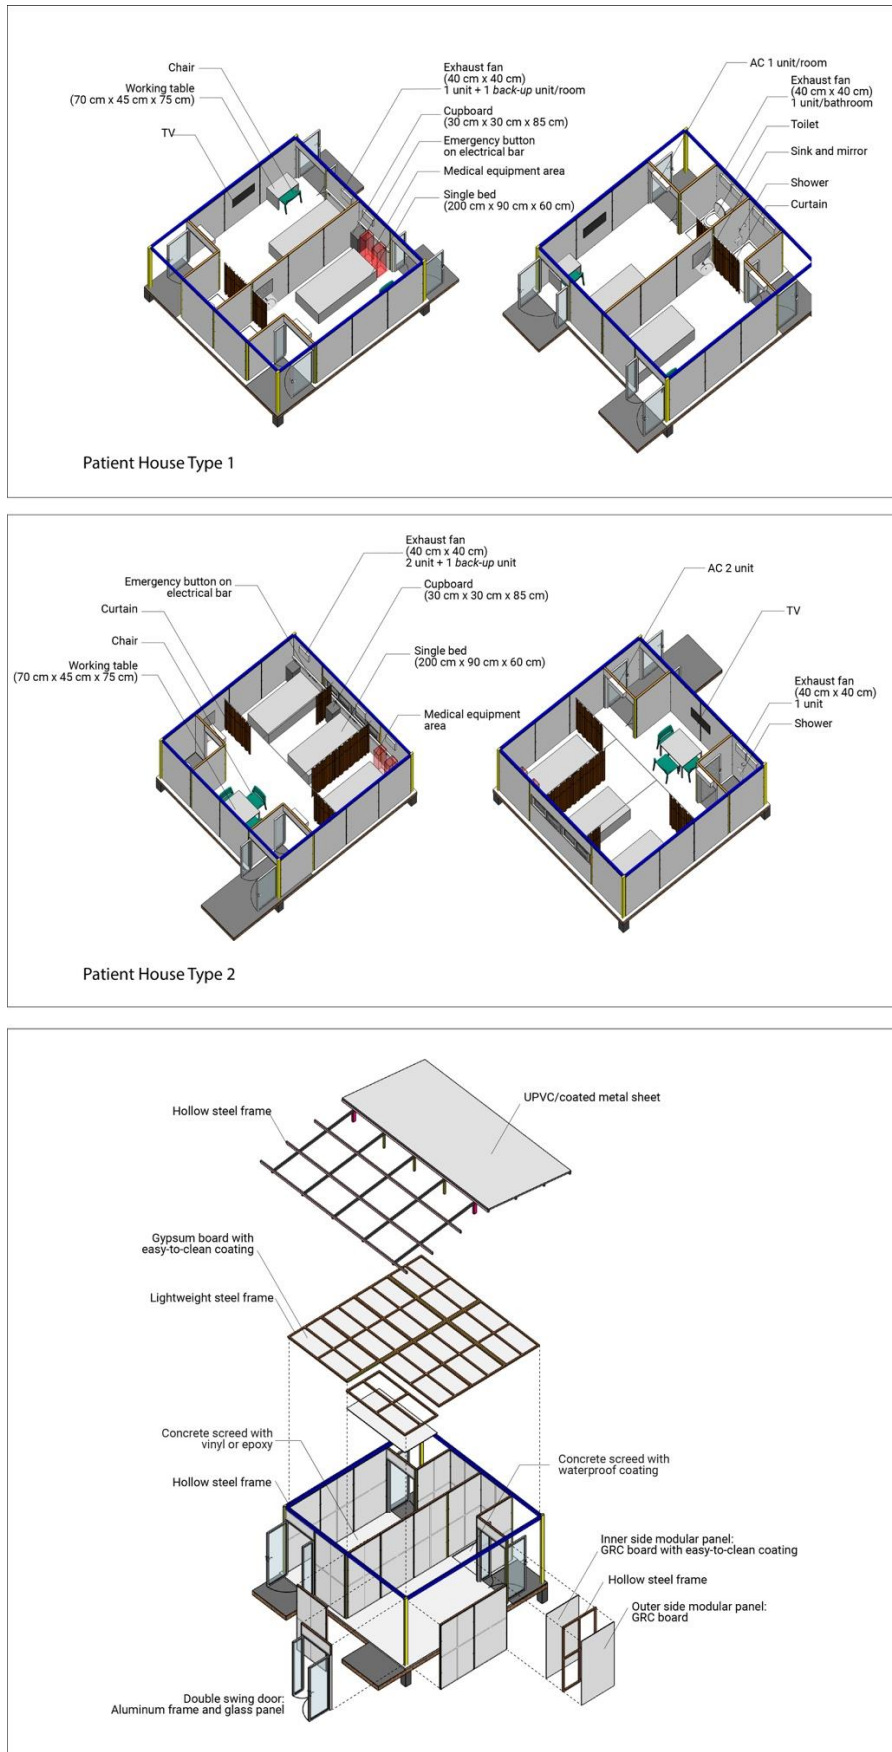 Chair
Working table
(70 cm x 45 cm x 75 cm)
TV
Exhaust fan
(40 cm x 40 cm)
1 unit + 1 back-up unit/room
Cupboard
(30 cm x 30 cm x 85 cm)
Emergency button
on electrical bar
Medical equipment area
Single bed
(200 cm x 90 cm x 60 cm)
AC 1 unit/room
Exhaust fan
(40 cm x 40 cm)
1 unit/bathroom
Toilet
Sink and mirror
Shower
Curtain
Patient House Type 1
Exhaust fan
(40 cm x 40 cm)
2 unit + 1 back-up unit
Emergency button on
electrical bar
Cupboard
(30 cm x 30 cm x 85 cm)
Curtain
Chair
Working table
(70 cm x 45 cm x 75 cm)
Single bed
(200 cm x 90 cm x 60 cm)
Medical equipment
area
AC 2 unit
TV
Exhaust fan
(40 cm x 40 cm)
1 unit
Shower
Patient House Type 2
UPVC/coated metal sheet
Hollow steel frame
Gypsum board with
easy-to-clean coating
Lightweight steel frame
Concrete screed with
vinyl or epoxy
Hollow steel frame
Concrete screed with
waterproof coating
Inner side modular panel:
GRC board with easy-to-clean coating
Hollow steel frame
Outer side modular panel:
GRC board
Double swing door:
Aluminum frame and glass panel